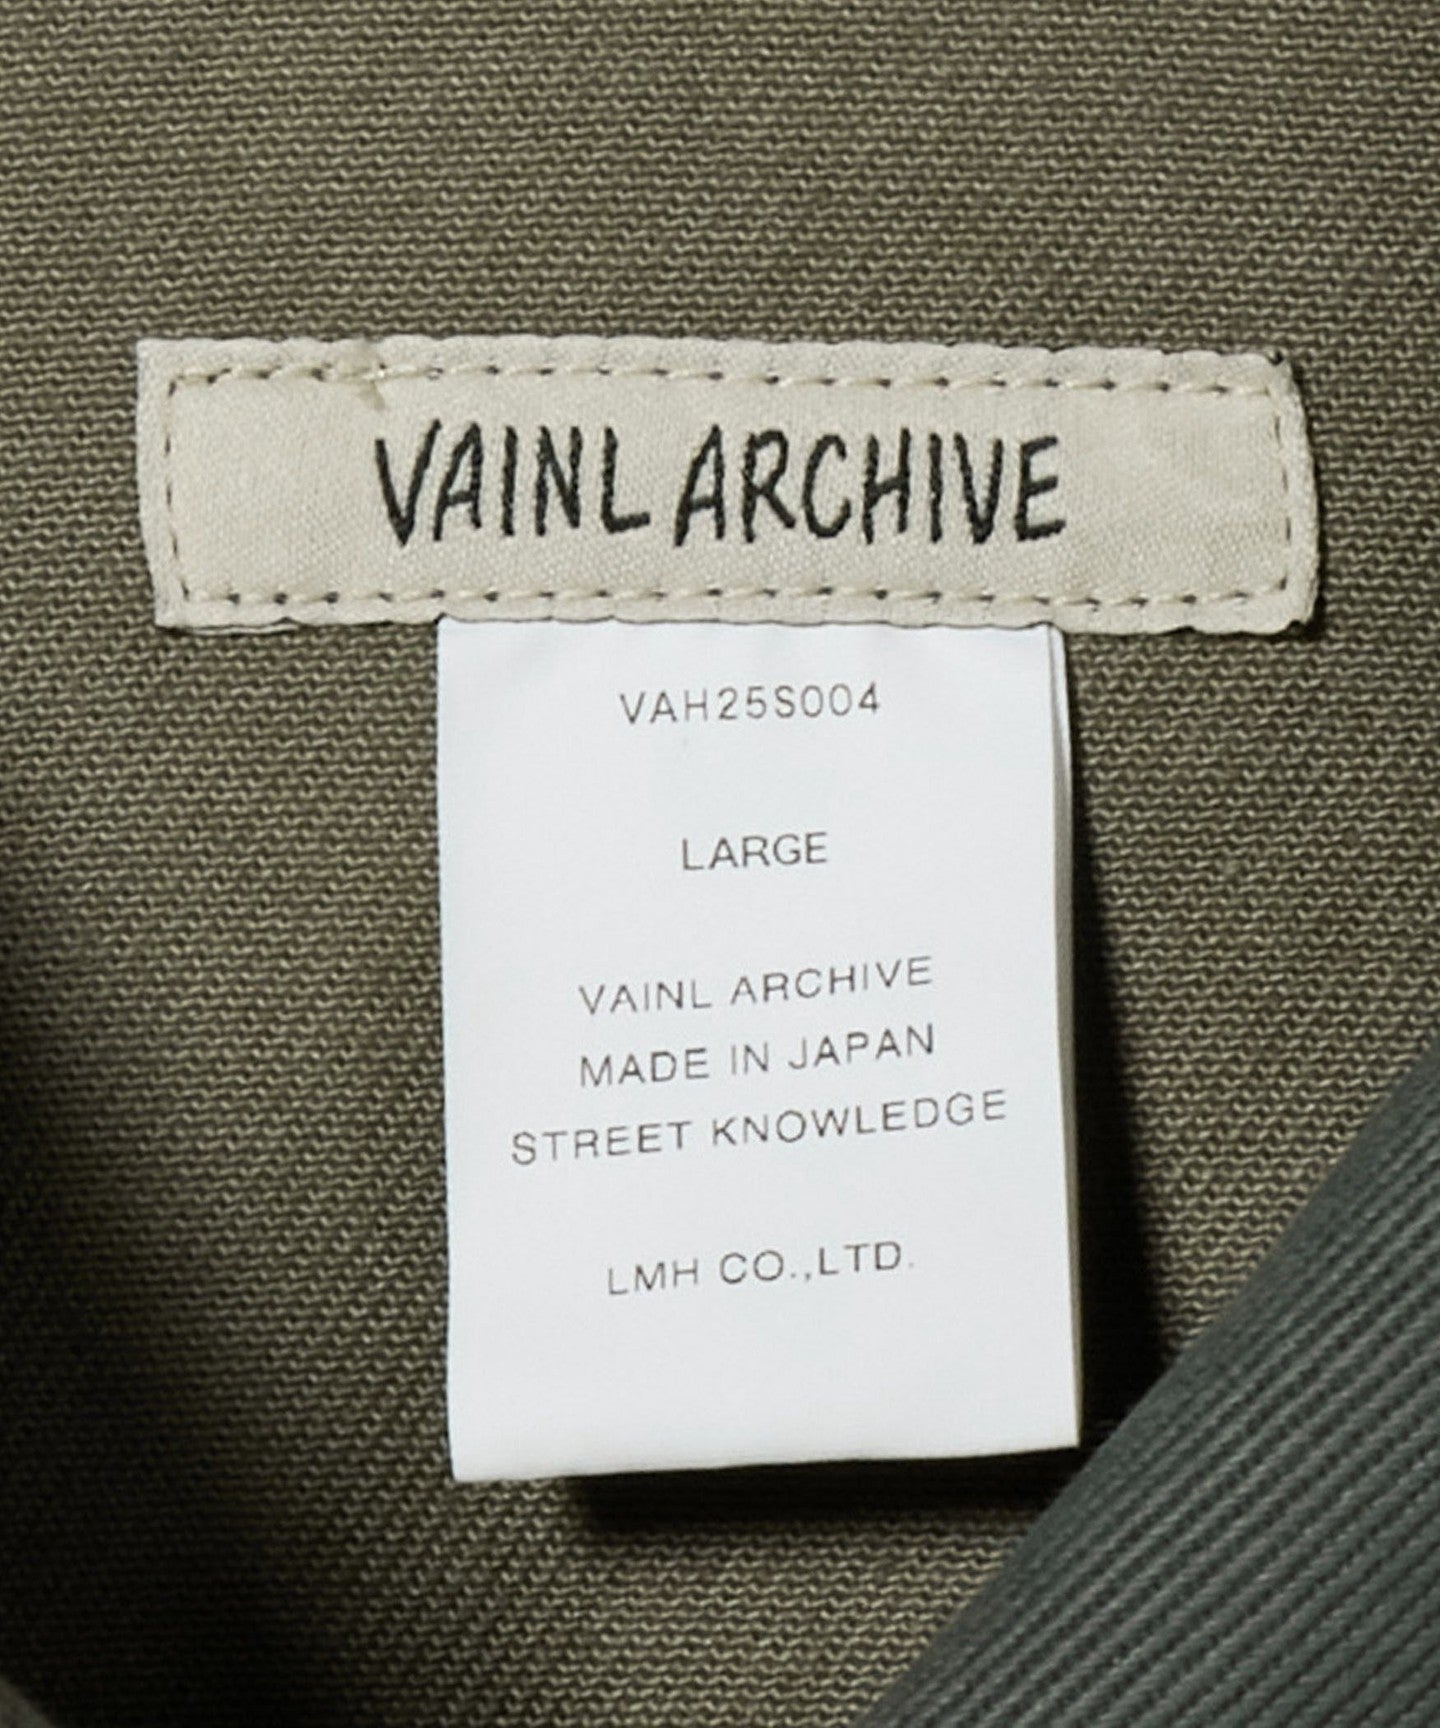 VAINL ARCHIVE
VAH25S004
LARGE
VAINL ARCHIVE
MADE IN JAPAN
STREET KNOWLEDGE
LMH CO.,LTD.